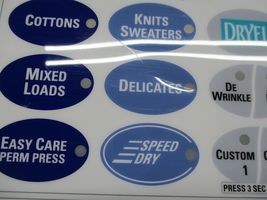 COTTONS
KNITS
SWEATERS
DRYEL
MIXED
LOADS
DELICATES
DE
WRINKLE
EASY CARE
PERM PRESS
SPEED
DRY
CUSTOM
1
PRESS 3 SEC